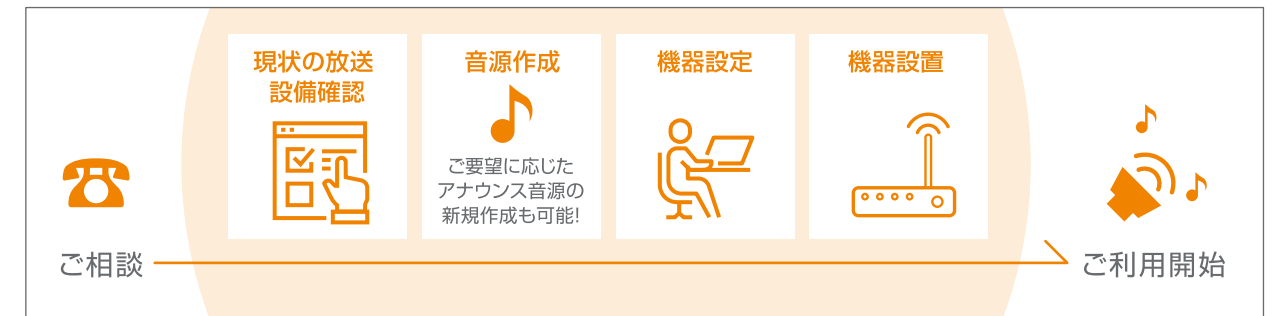 現状の放送
設備確認
音源作成
ご要望に応じた
アナウンス音源の
新規作成も可能!
機器設定
機器設置
ご相談
ご利用開始